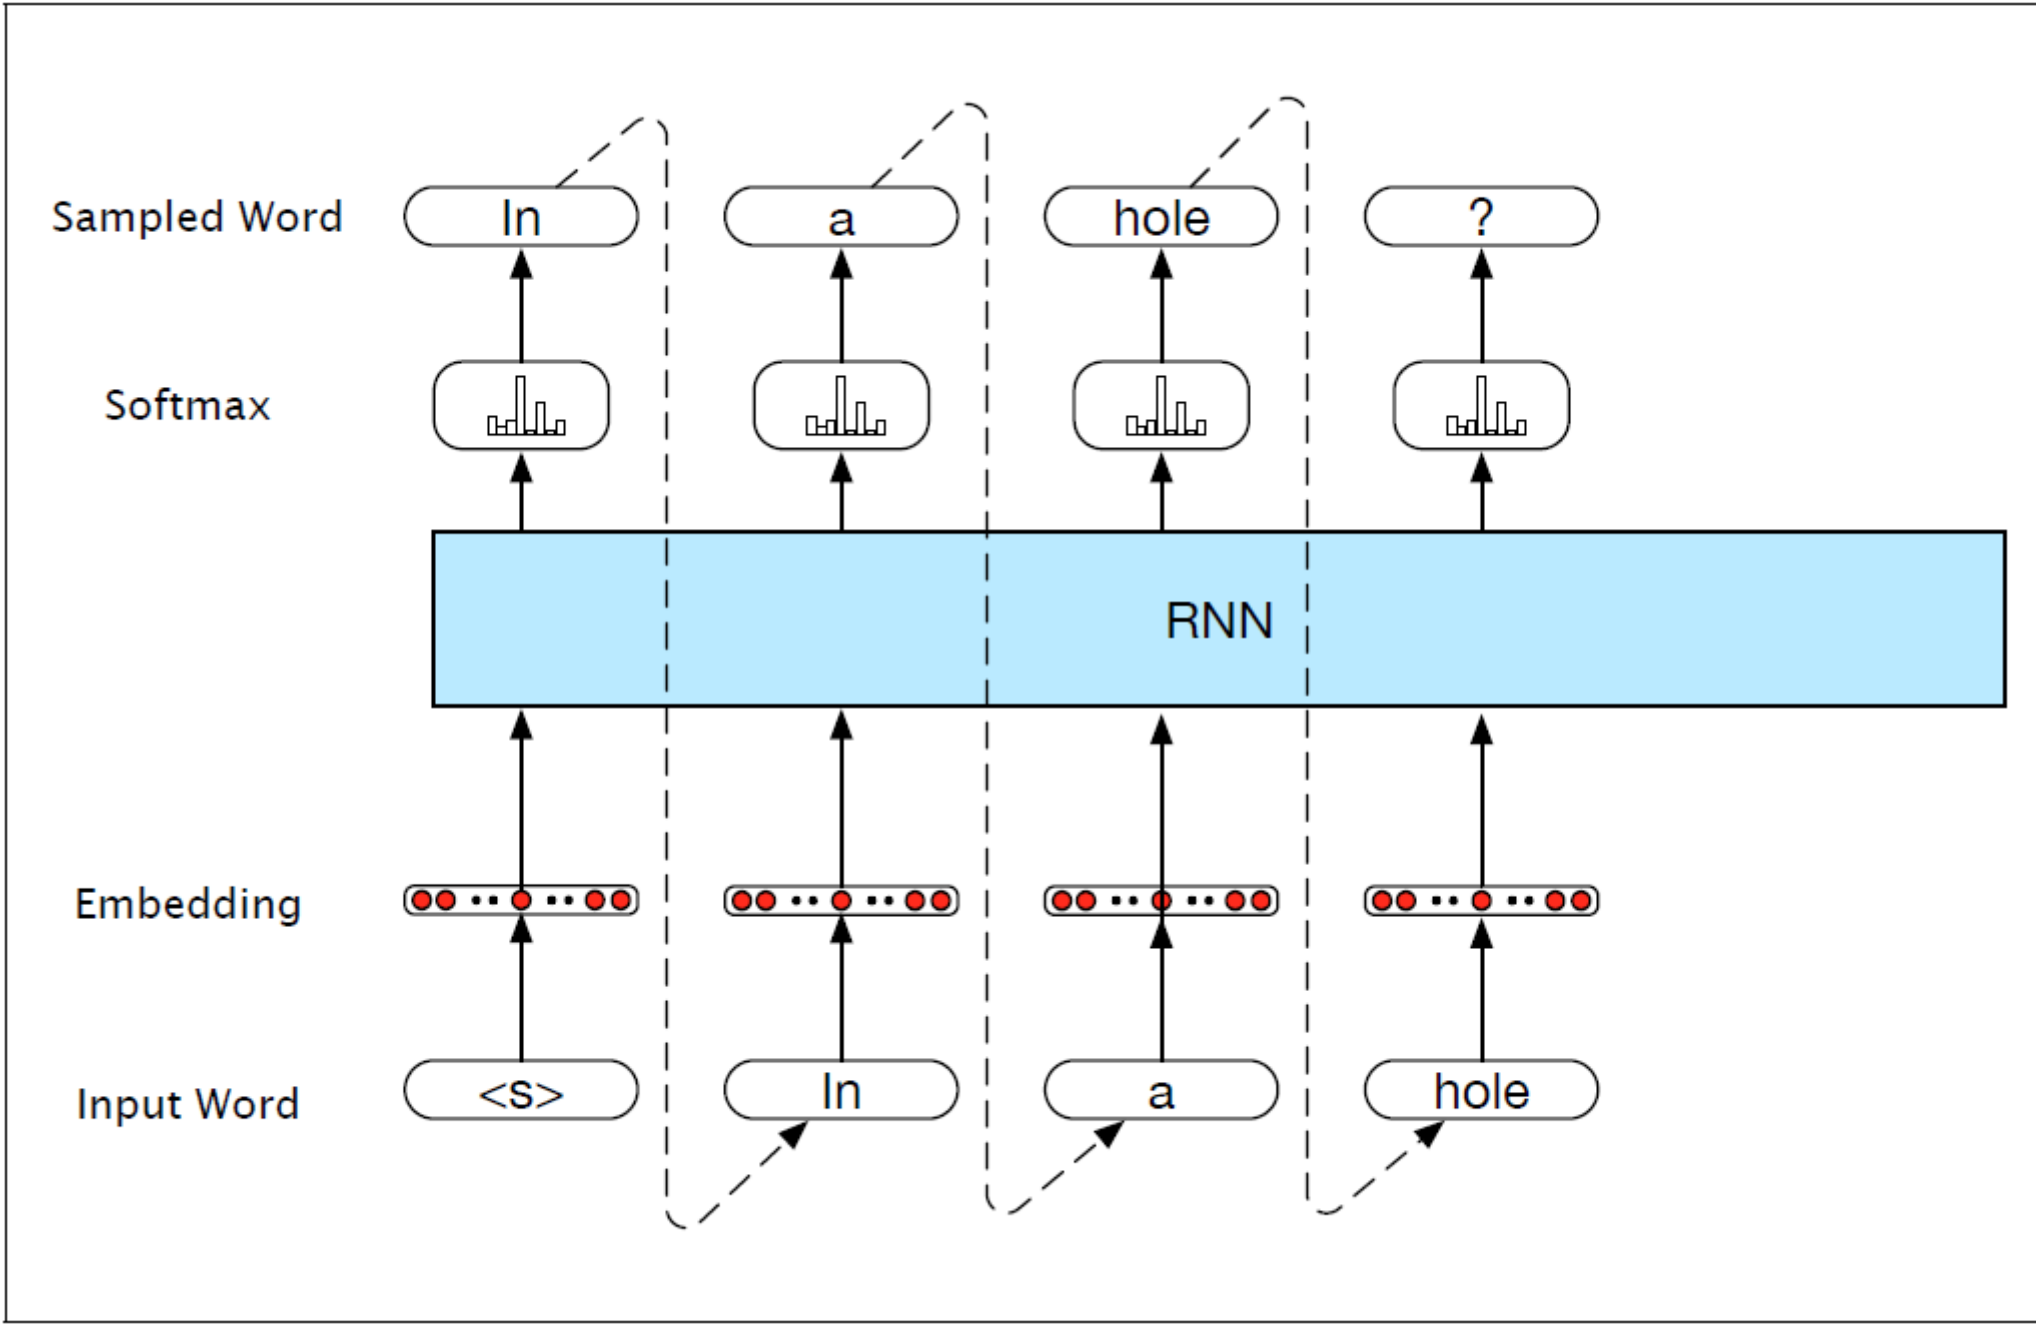 Sampled Word In a hole ?
Softmax
RNN
Embedding
Input Word <s> In a hole